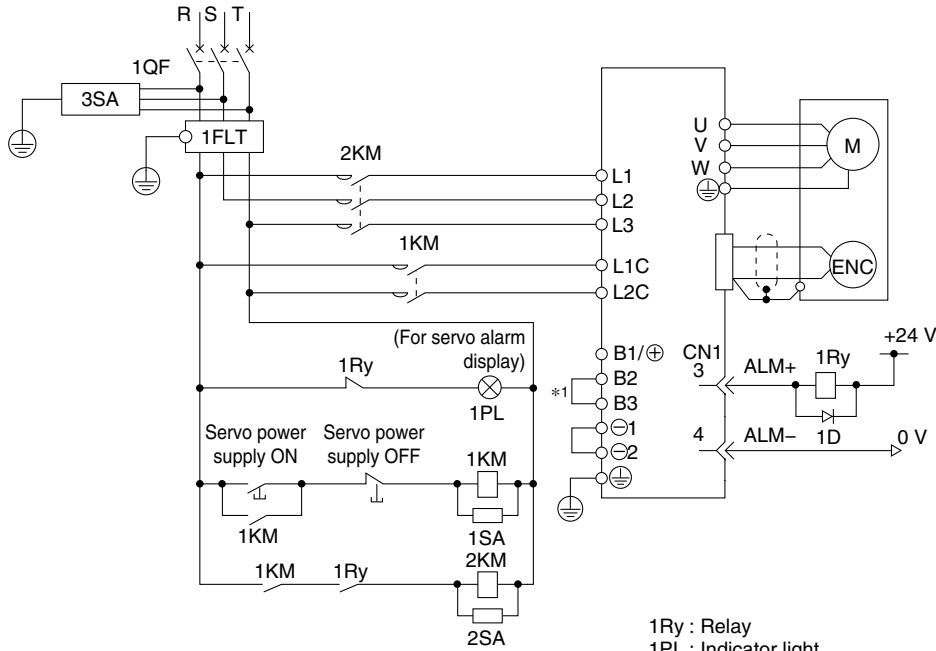 R S T
1QF
3SA
1FLT
2KM
1KM
L1
L2
L3
L1C
L2C
U
V
W
M
ENC
(For servo alarm
display)
1Ry
1PL
B1/⊕
B2
B3
*1
⊖1
⊖2
CN1
3
ALM+
1Ry
+24 V
1D
4
ALM−
0 V
Servo power
supply ON
Servo power
supply OFF
1KM
1KM
1SA
1KM
1Ry
2KM
2SA
1Ry : Relay
1PL : Indicator light